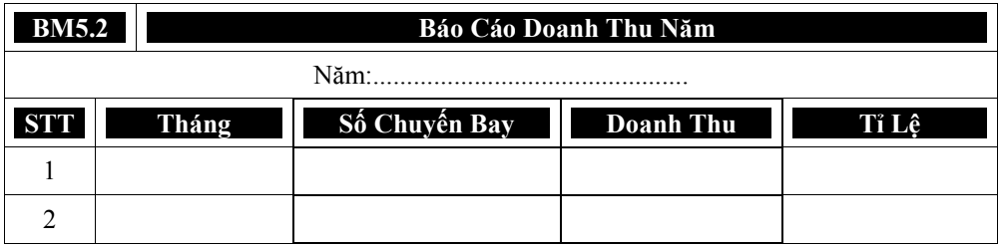 BM5.2 Báo Cáo Doanh Thu Năm
Năm:...............................................
STT Tháng Số Chuyến Bay Doanh Thu Tỉ Lệ
1
2